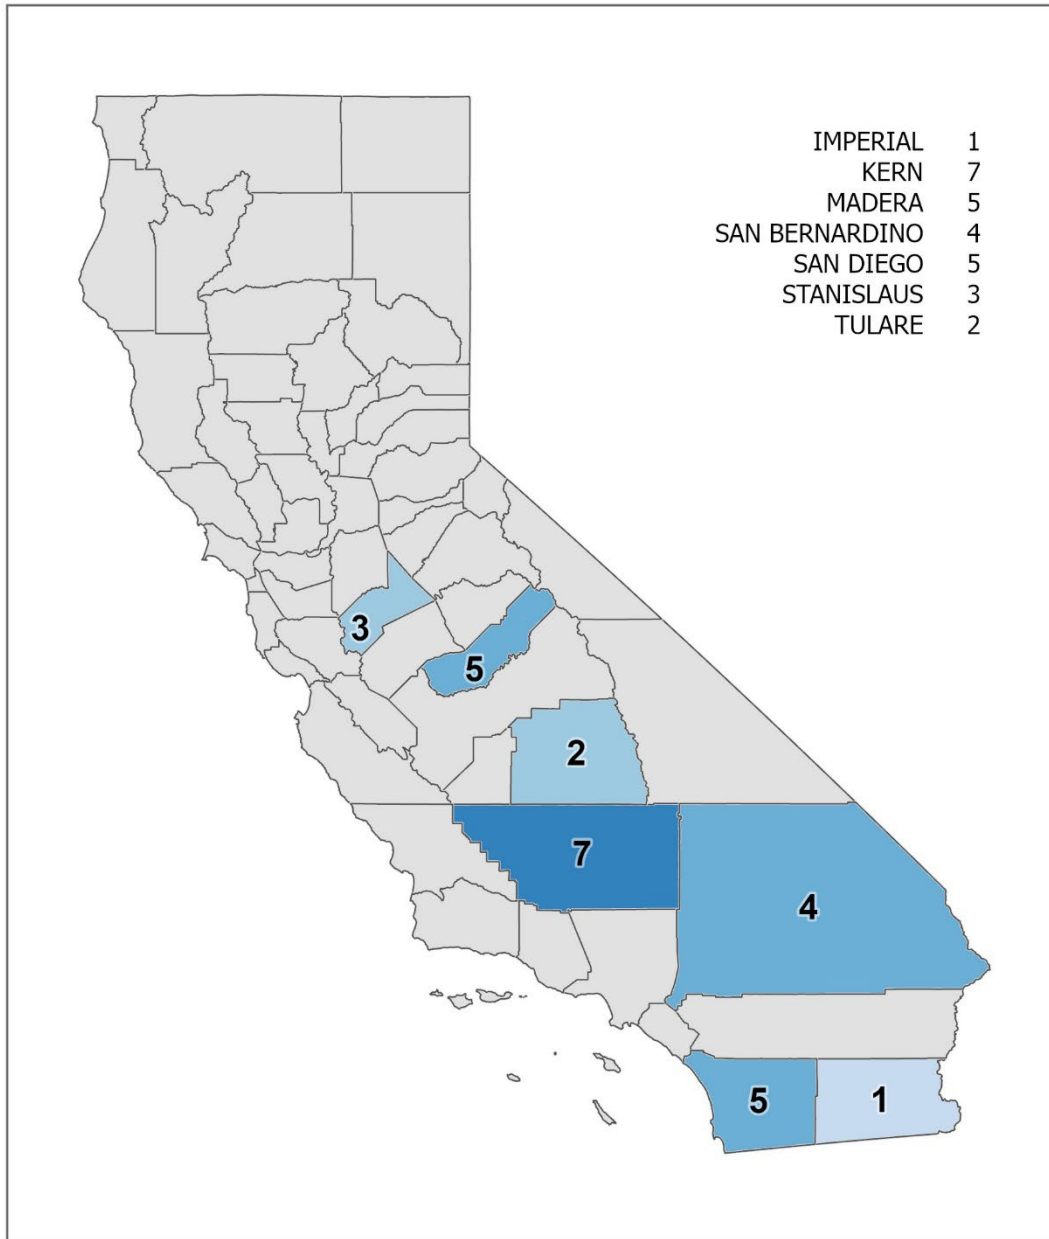 IMPERIAL 1
KERN 7
MADERA 5
SAN BERNARDINO 4
SAN DIEGO 5
STANISLAUS 3
TULARE 2
3
5
2
7
4
5
1